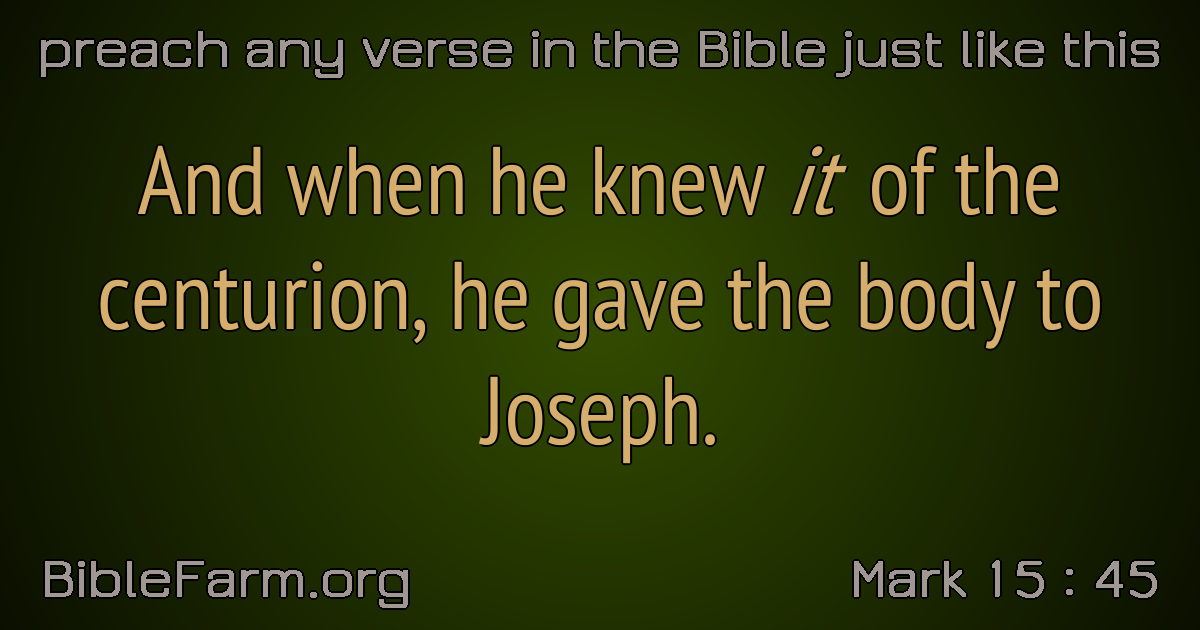 preach any verse in the Bible just like this
And when he knew it of the
centurion, he gave the body to
Joseph.
BibleFarm.org
Mark 15 : 45